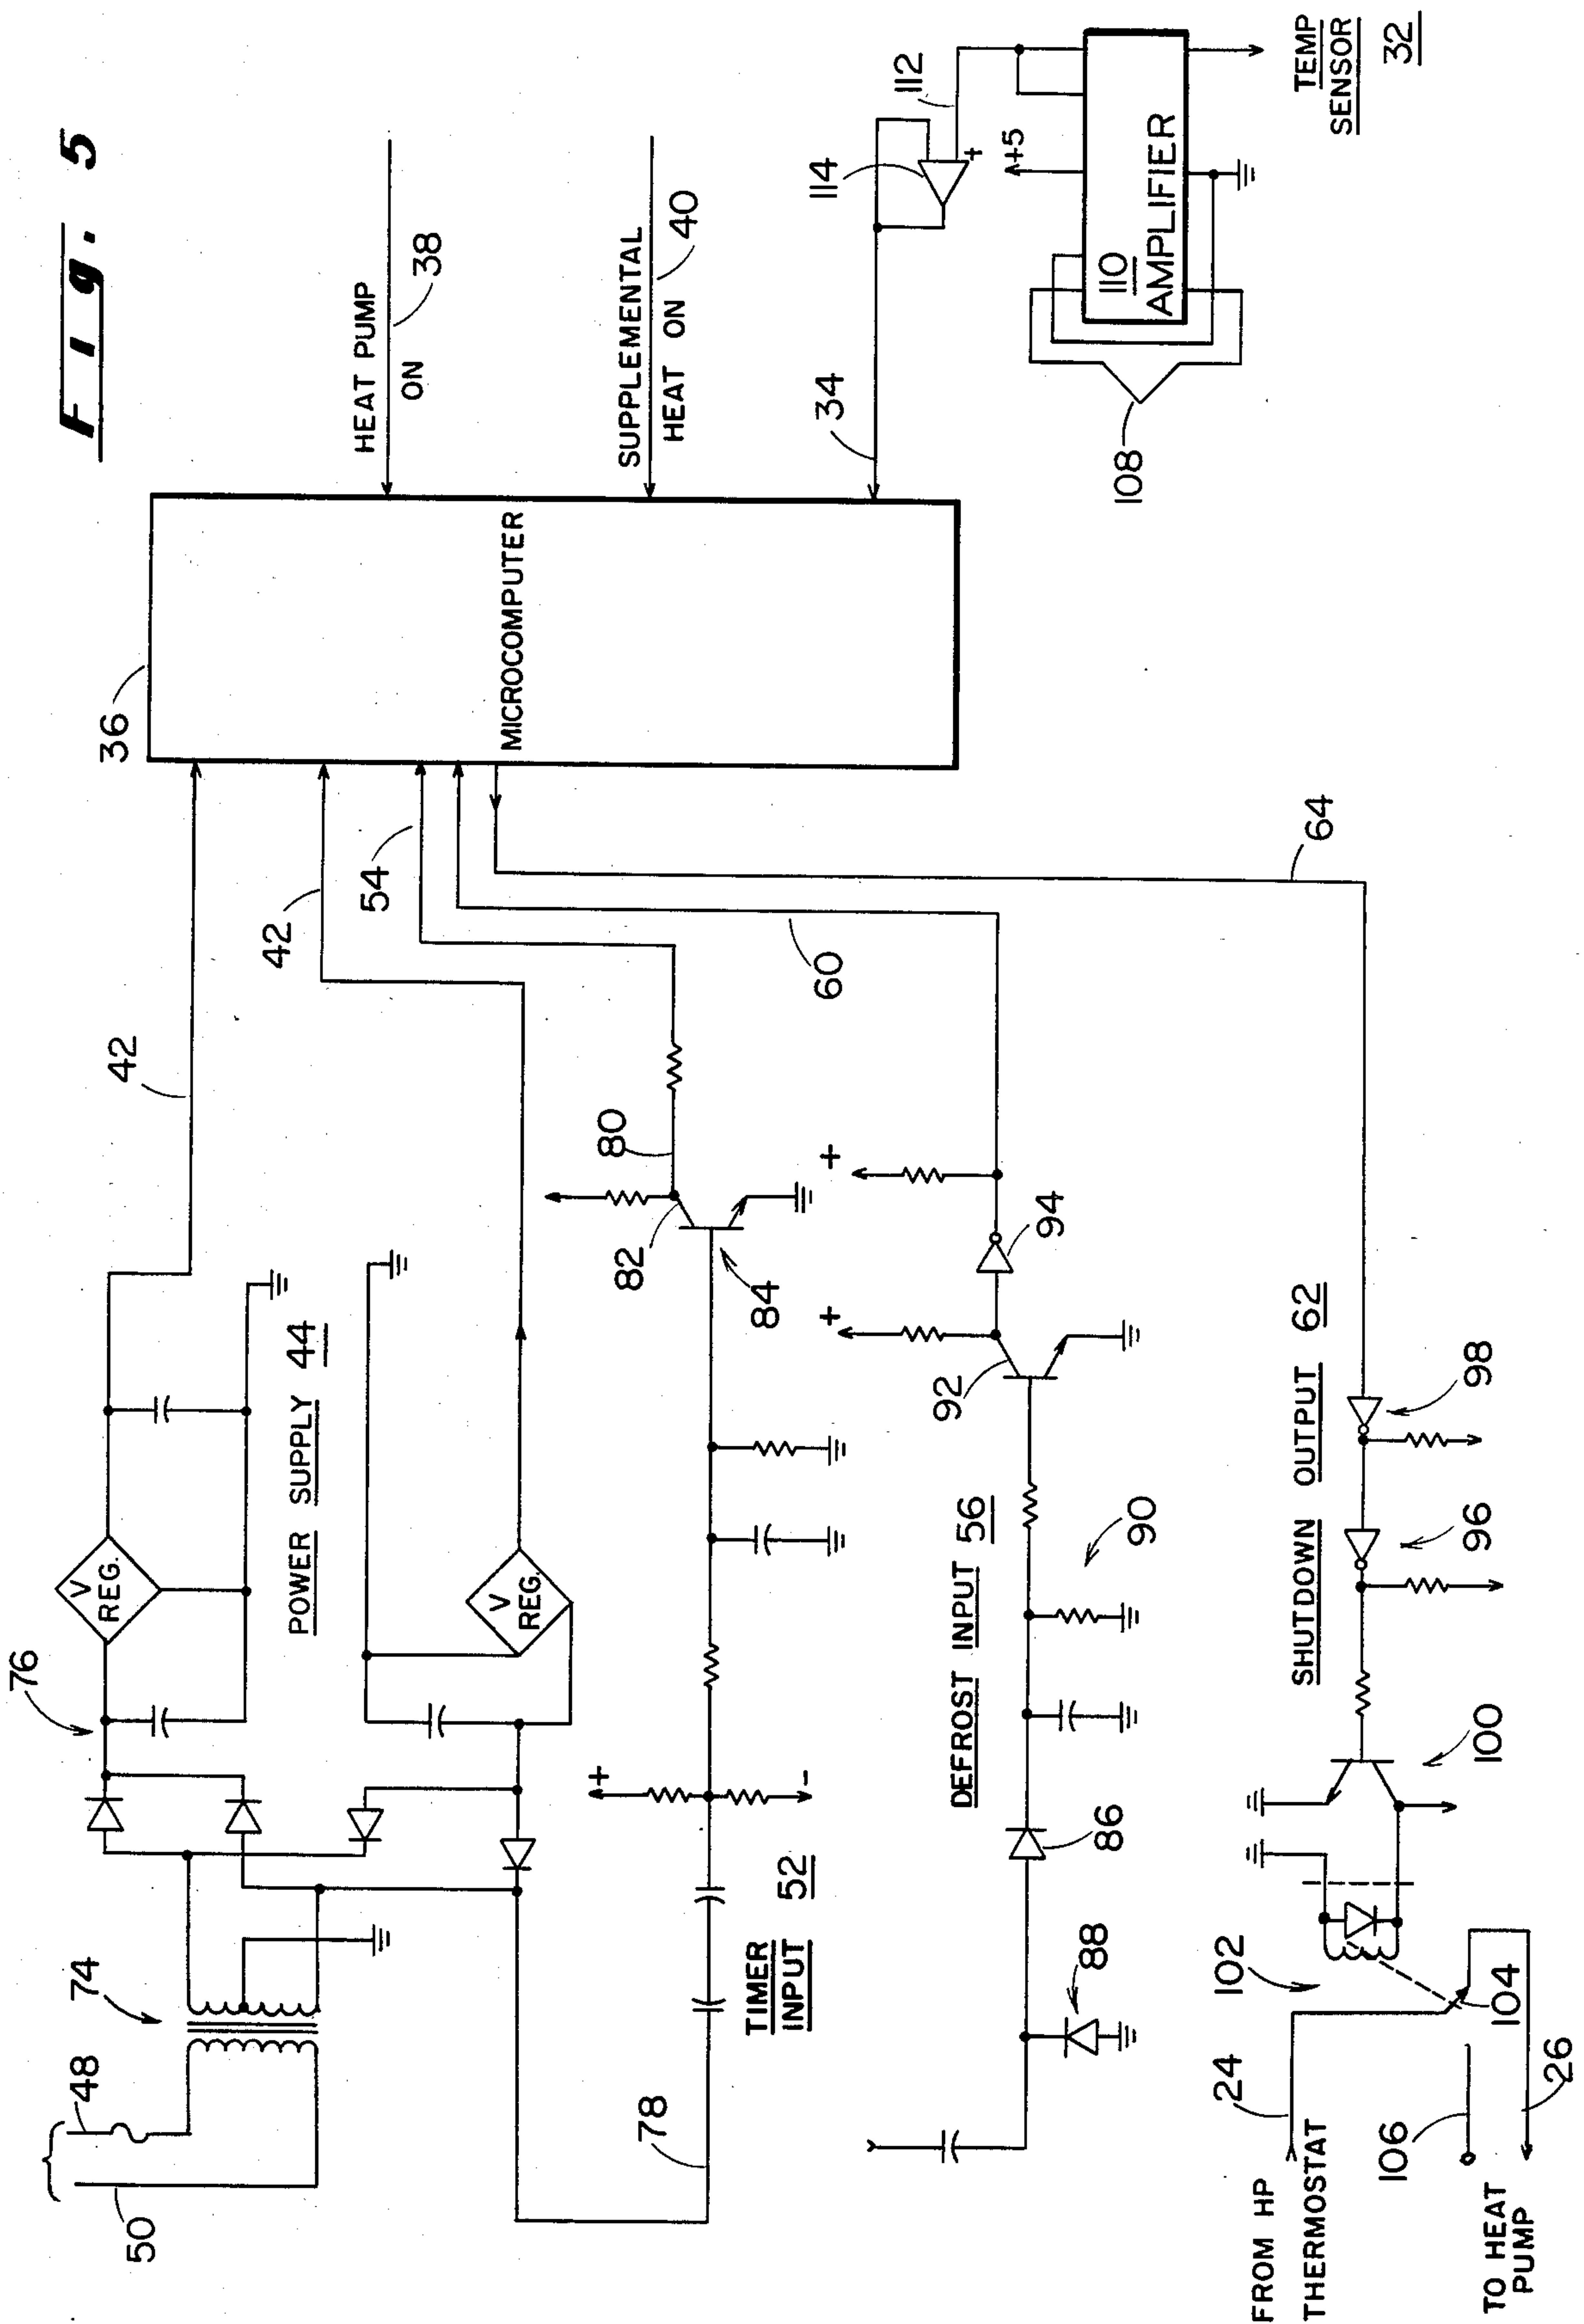 Fig. 5
50
48
74
76
V
REG.
42
36
POWER SUPPLY 44
V
REG.
42
54
HEAT PUMP
ON
38
SUPPLEMENTAL
HEAT ON
40
MICROCOMPUTER
78
TIMER
INPUT 52
+
-
82
80
84
34
114
112
+
+5
110
AMPLIFIER
108
TEMP
SENSOR
32
88
86
DEFROST INPUT 56
90
92
+
+
94
60
64
FROM HP
THERMOSTAT
24
102
104
106
TO HEAT
PUMP
26
100
SHUTDOWN OUTPUT 62
96
98